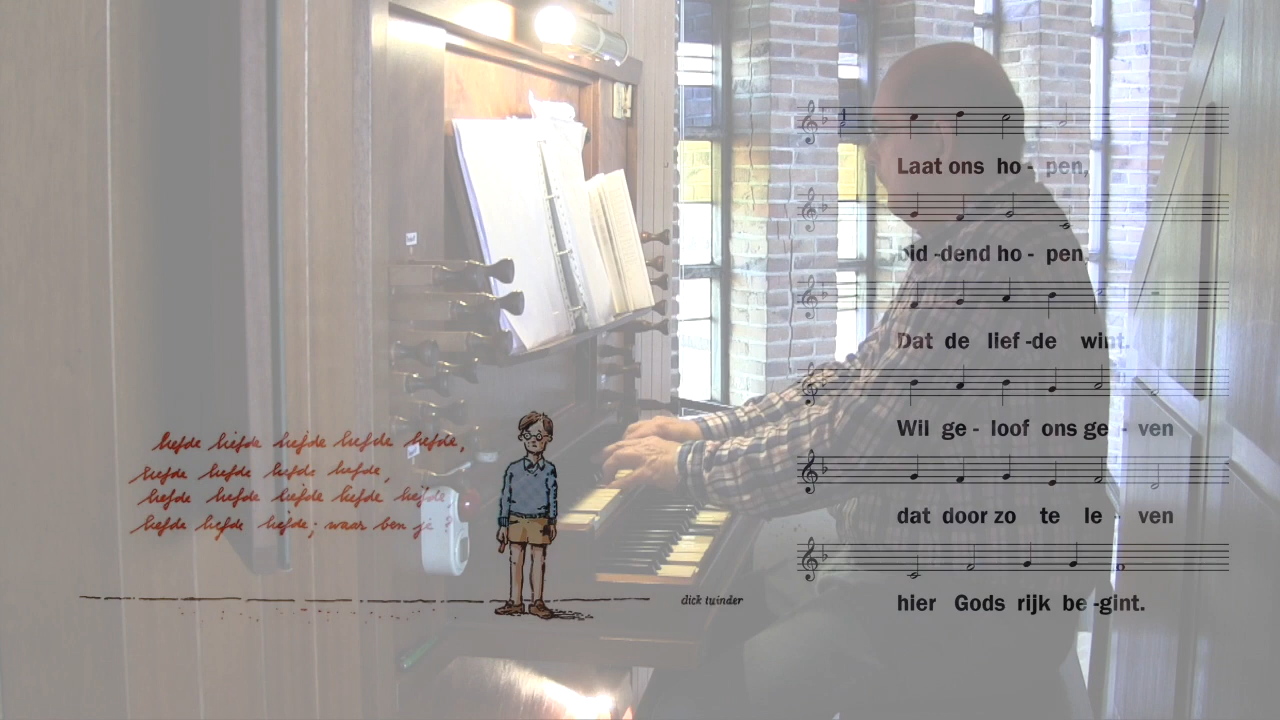 liefde liefde liefde liefde liefde,
liefde liefde liefde liefde,
liefde liefde liefde liefde liefde
liefde liefde liefde; waar ben je ?
dick tuinder
Laat ons ho - pen,
bid -dend ho - pen
Dat de lief -de wint.
Wil ge - loof ons ge - ven
dat door zo te le - ven
hier Gods rijk be -gint.